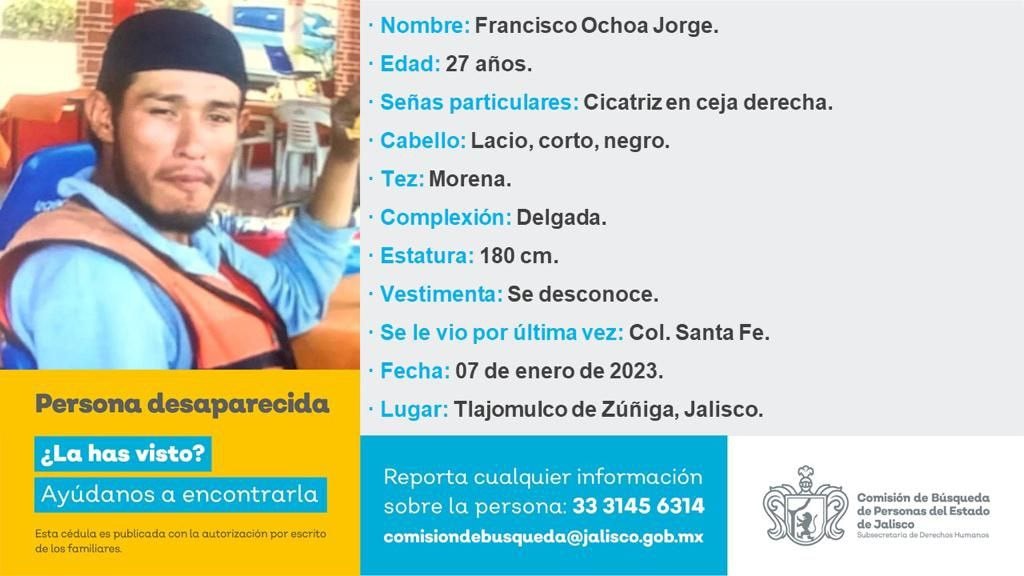 · Nombre: Francisco Ochoa Jorge.
· Edad: 27 años.
· Señas particulares: Cicatriz en ceja derecha.
· Cabello: Lacio, corto, negro.
· Tez: Morena.
· Complexión: Delgada.
· Estatura: 180 cm.
· Vestimenta: Se desconoce.
· Se le vio por última vez: Col. Santa Fe.
· Fecha: 07 de enero de 2023.
· Lugar: Tlajomulco de Zúñiga, Jalisco.
Persona desaparecida
¿La has visto?
Ayúdanos a encontrarla
Esta cédula es publicada con la autorización por escrito
de los familiares.
Reporta cualquier información
sobre la persona: 33 3145 6314
comisiondebusqueda@jalisco.gob.mx
Comisión de Búsqueda
de Personas del Estado
de Jalisco
Subsecretaría de Derechos Humanos